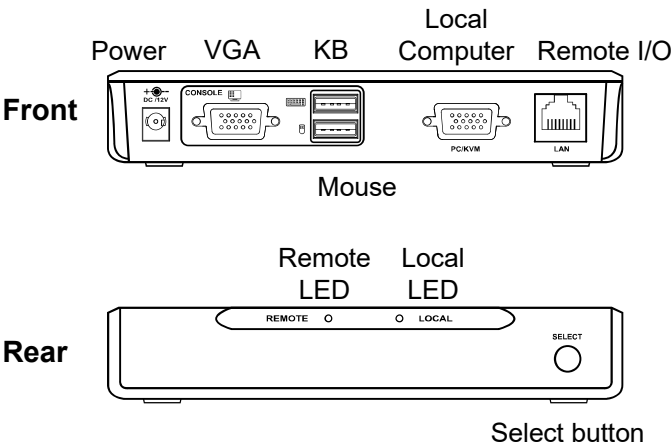 Local
Power VGA KB Computer Remote I/O
Front
DC /12V
CONSOLE
PC/KVM
LAN
Mouse
Remote Local
LED LED
REMOTE LOCAL
Rear
SELECT
Select button